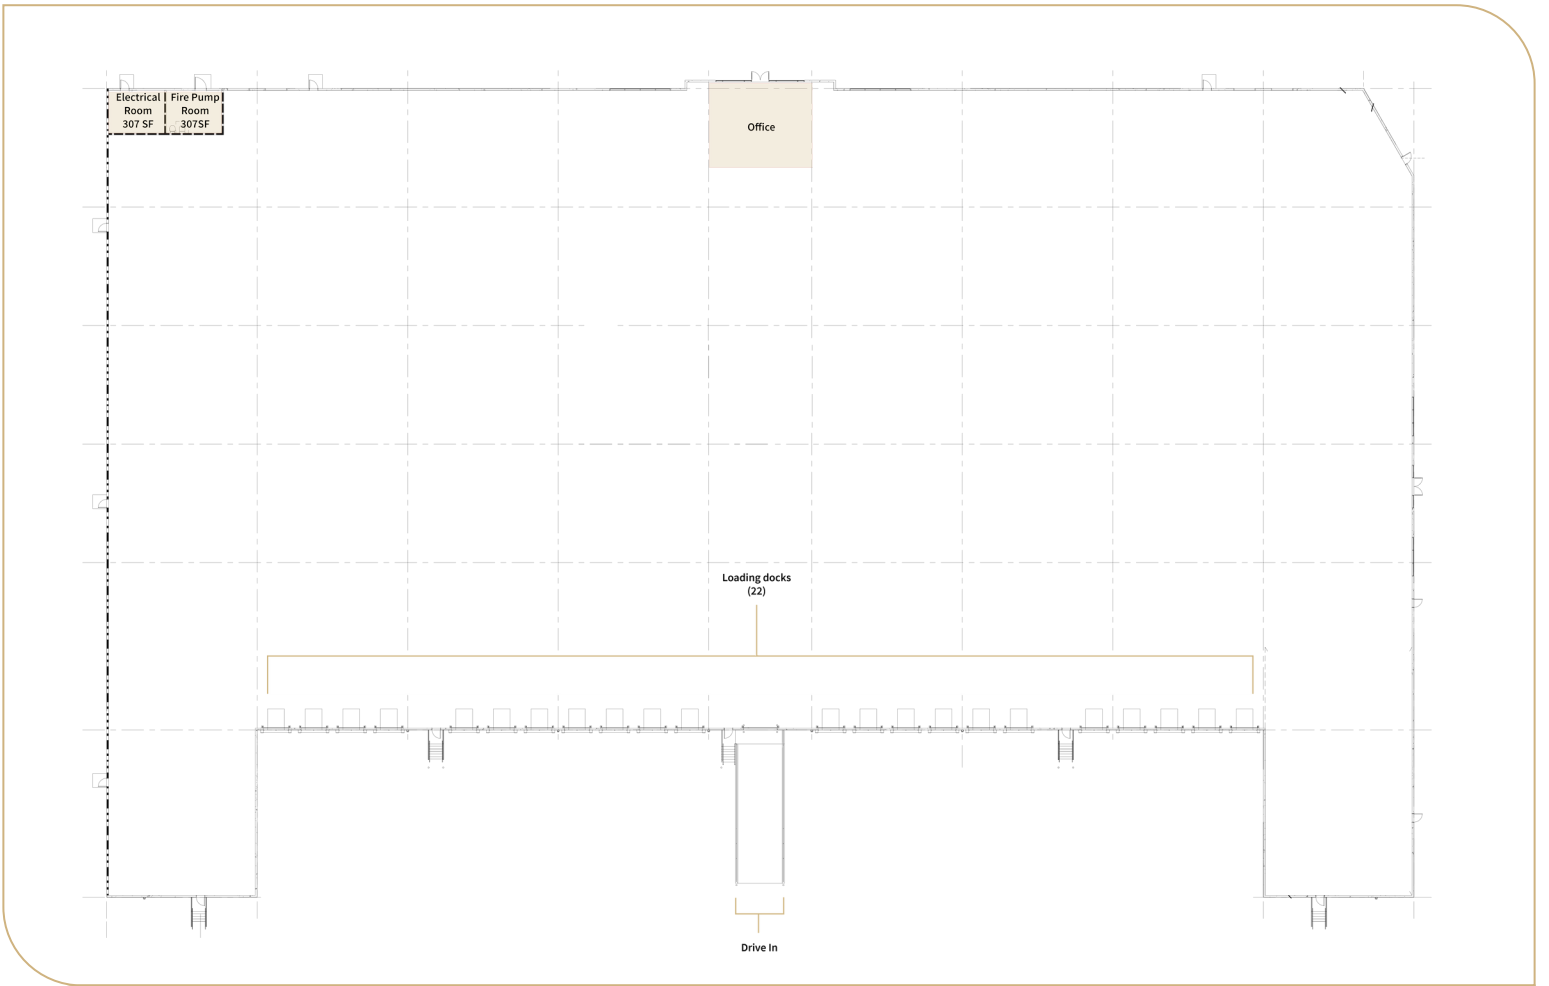 Electrical
Room
307 SF
Fire Pump
Room
307SF
Office
Loading docks
(22)
Drive In